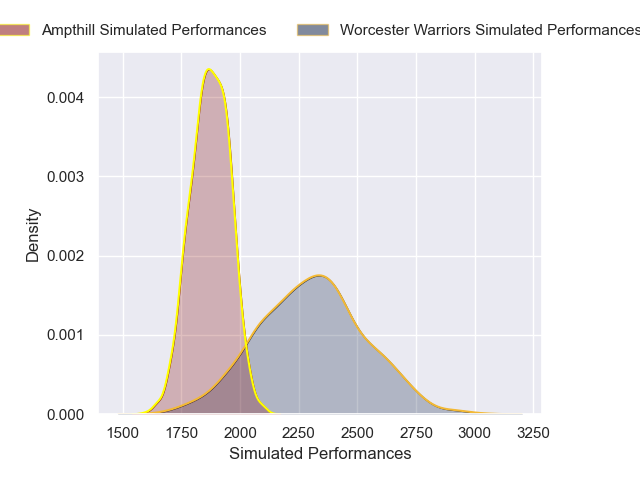 Ampthill Simulated Performances Worcester Warriors Simulated Performances
0.004
0.003
0.002
0.001
0.000
Density
1500 1750 2000 2250 2500 2750 3000 3250
Simulated Performances